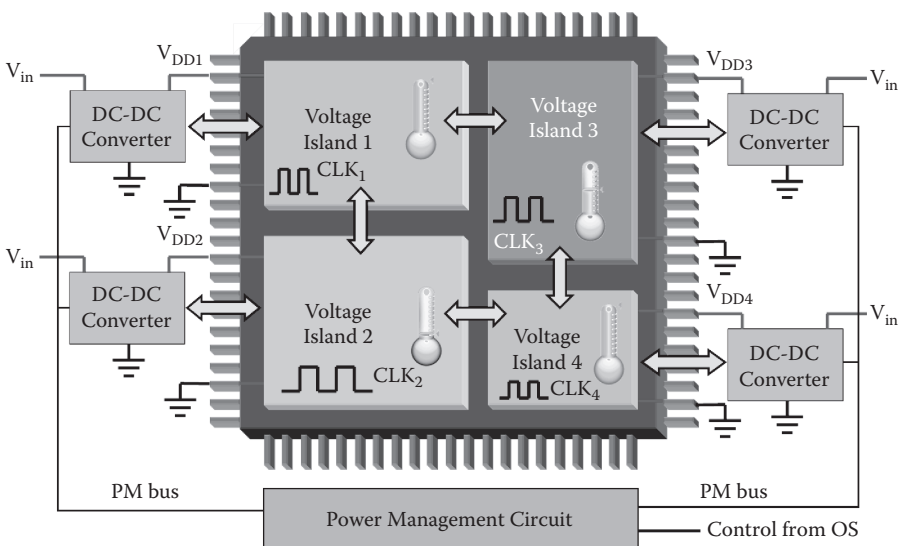 V_DD1
V_DD3
V_in
V_in
DC-DC
Converter
Voltage
Island 1
CLK_1
Voltage
Island 3
CLK_3
DC-DC
Converter
V_DD2
V_in
DC-DC
Converter
Voltage
Island 2
CLK_2
Voltage
Island 4
CLK_4
V_DD4
V_in
DC-DC
Converter
PM bus
PM bus
Power Management Circuit
Control from OS